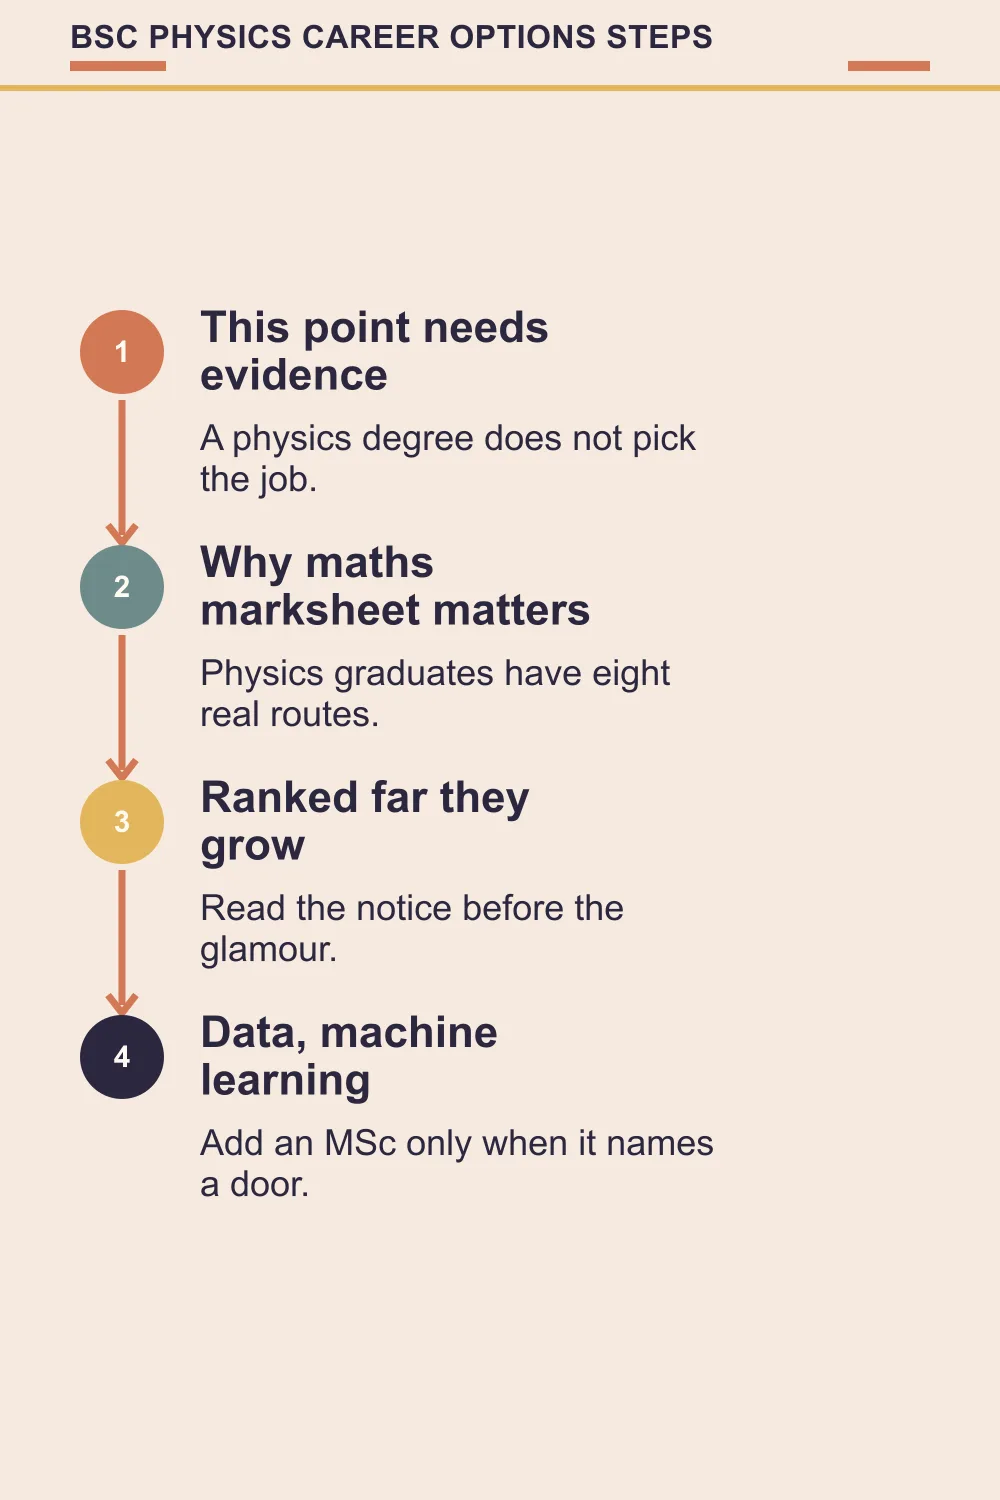 BSC PHYSICS CAREER OPTIONS STEPS
1
This point needs
evidence
A physics degree does not pick
the job.
2
Why maths
marksheet matters
Physics graduates have eight
real routes.
3
Ranked far they
grow
Read the notice before the
glamour.
4
Data, machine
learning
Add an MSc only when it names
a door.